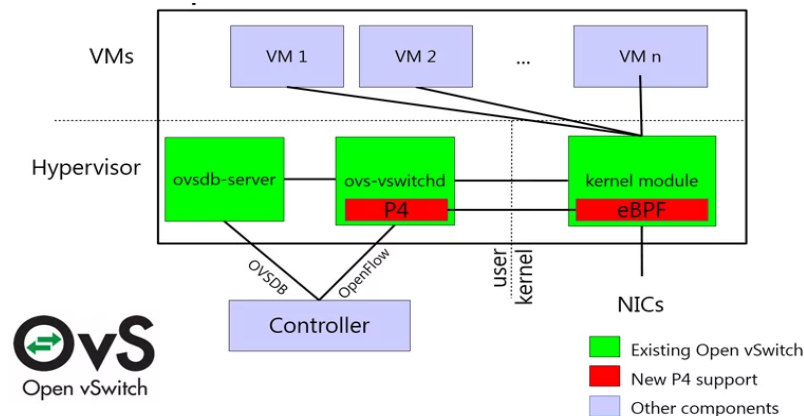 VMs
VM 1
VM 2
...
VM n
Hypervisor
ovsdb-server
ovs-vswitchd
kernel module
P4
eBPF
OVSDB
OpenFlow
user
kernel
NICs
Controller
OvS
Open vSwitch
Existing Open vSwitch
New P4 support
Other components